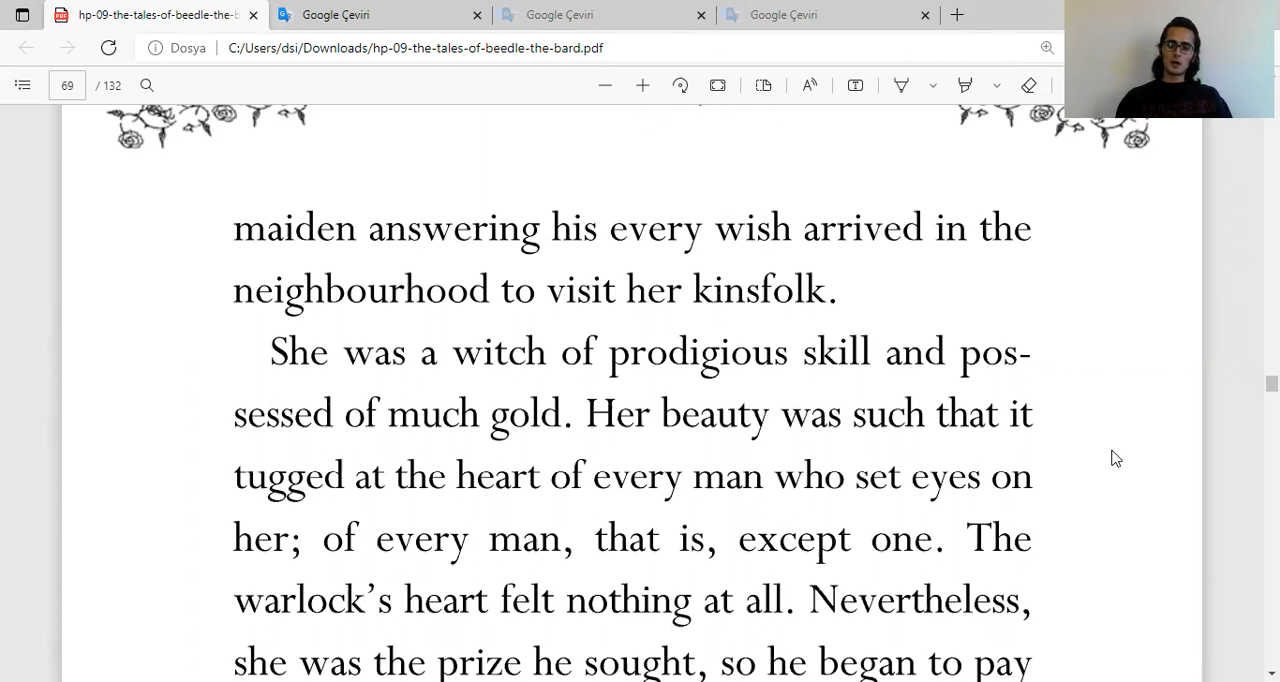 hp-09-the-tales-of-beedle-the-b
Google Çeviri
Google Çeviri
Google Çeviri
Dosya
C:/Users/dsi/Downloads/hp-09-the-tales-of-beedle-the-bard.pdf
69
/ 132
maiden answering his every wish arrived in the
neighbourhood to visit her kinsfolk.
She was a witch of prodigious skill and pos-
sessed of much gold. Her beauty was such that it
tugged at the heart of every man who set eyes on
her; of every man, that is, except one. The
warlock’s heart felt nothing at all. Nevertheless,
she was the prize he sought, so he began to pay